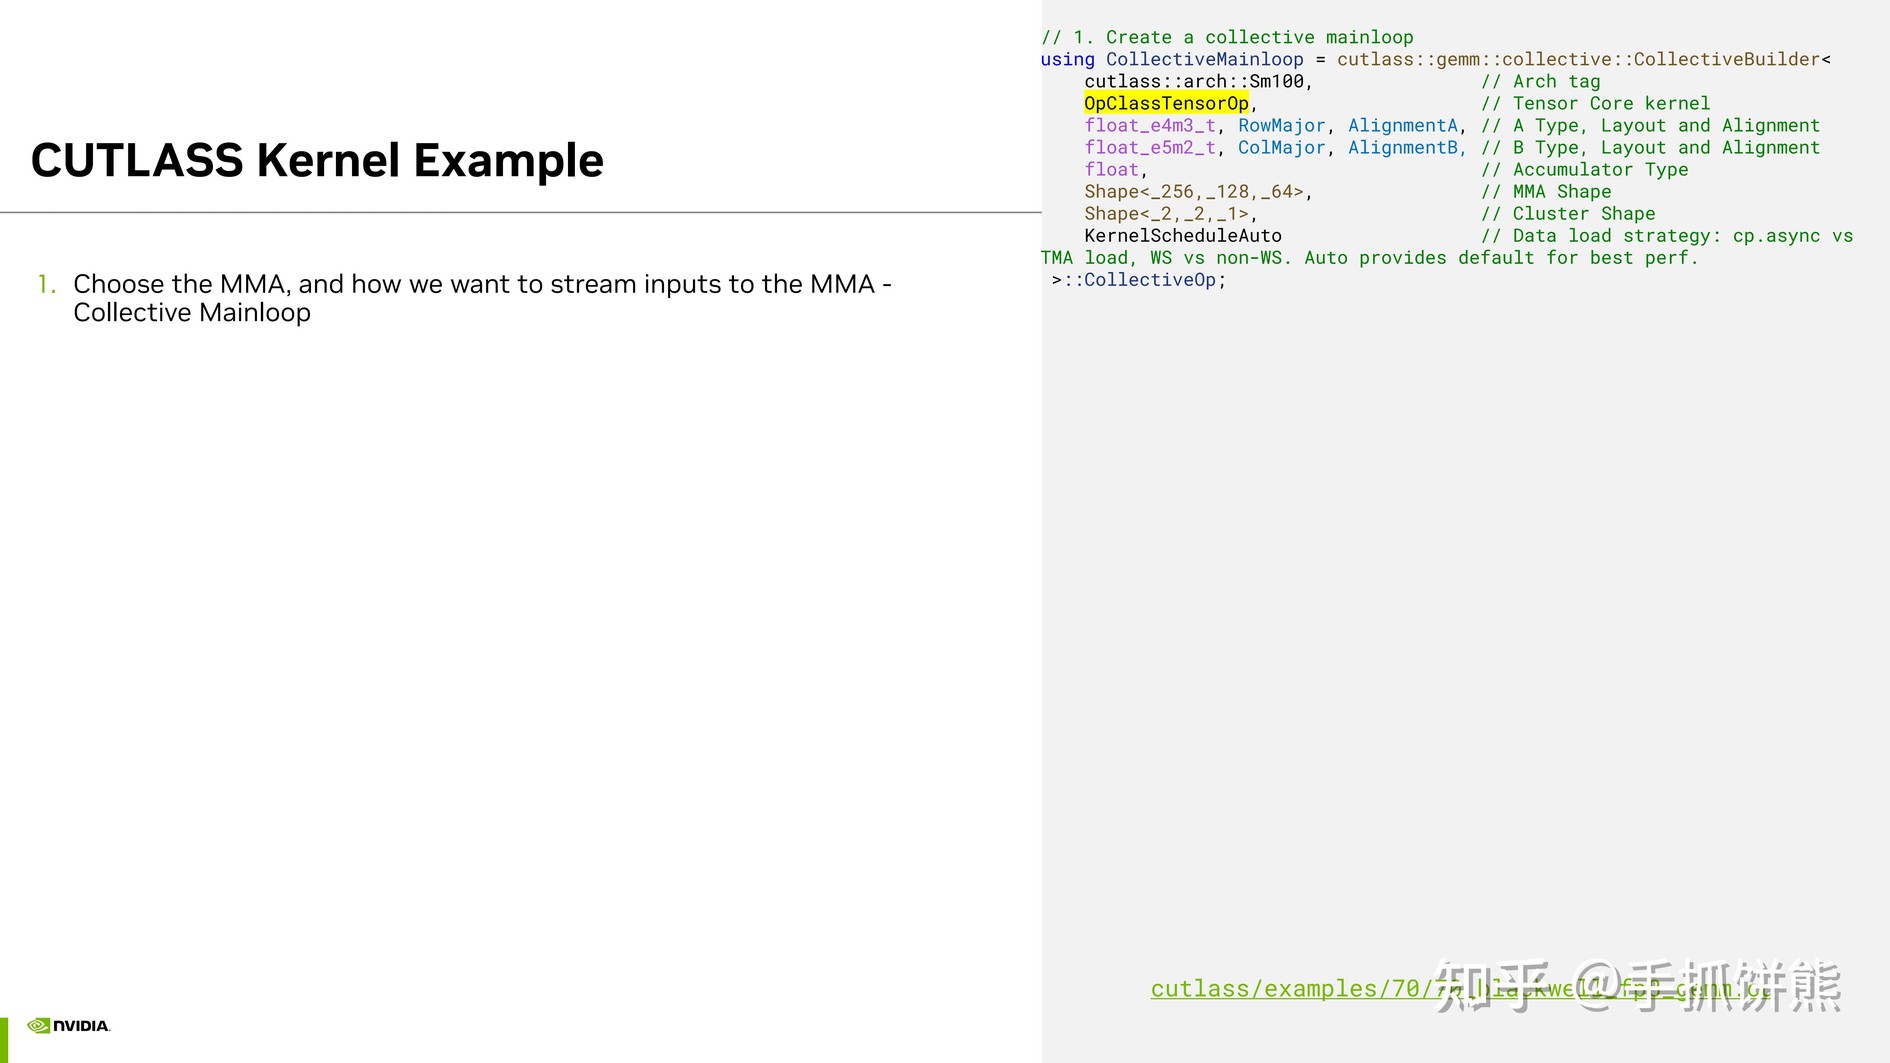 CUTLASS Kernel Example
1. Choose the MMA, and how we want to stream inputs to the MMA -
Collective Mainloop
// 1. Create a collective mainloop
using CollectiveMainloop = cutlass::gemm::collective::CollectiveBuilder<
    cutlass::arch::Sm100,               // Arch tag
    OpClassTensorOp,                    // Tensor Core kernel
    float_e4m3_t, RowMajor, AlignmentA, // A Type, Layout and Alignment
    float_e5m2_t, ColMajor, AlignmentB, // B Type, Layout and Alignment
    float,                              // Accumulator Type
    Shape<_256,_128,_64>,               // MMA Shape
    Shape<_2,_2,_1>,                    // Cluster Shape
    KernelScheduleAuto                  // Data load strategy: cp.async vs
TMA load, WS vs non-WS. Auto provides default for best perf.
 >::CollectiveOp;
cutlass/examples/70/70_blackwell_fp8_gemm.cu
知乎 @手抓饼熊
NVIDIA.